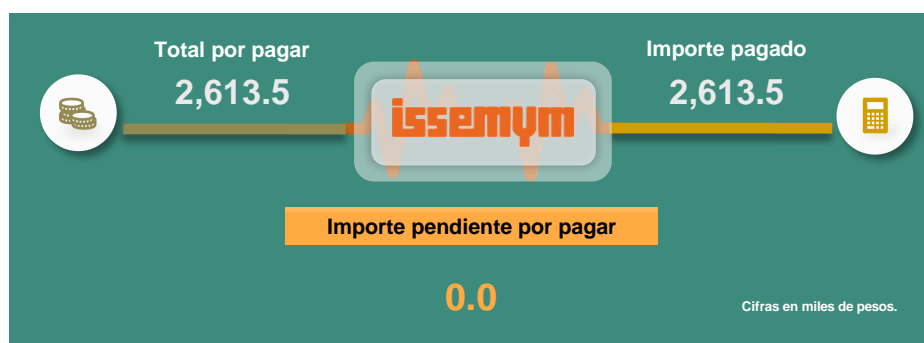 Total por pagar
2,613.5
issemym
Importe pagado
2,613.5
Importe pendiente por pagar
0.0
Cifras en miles de pesos.